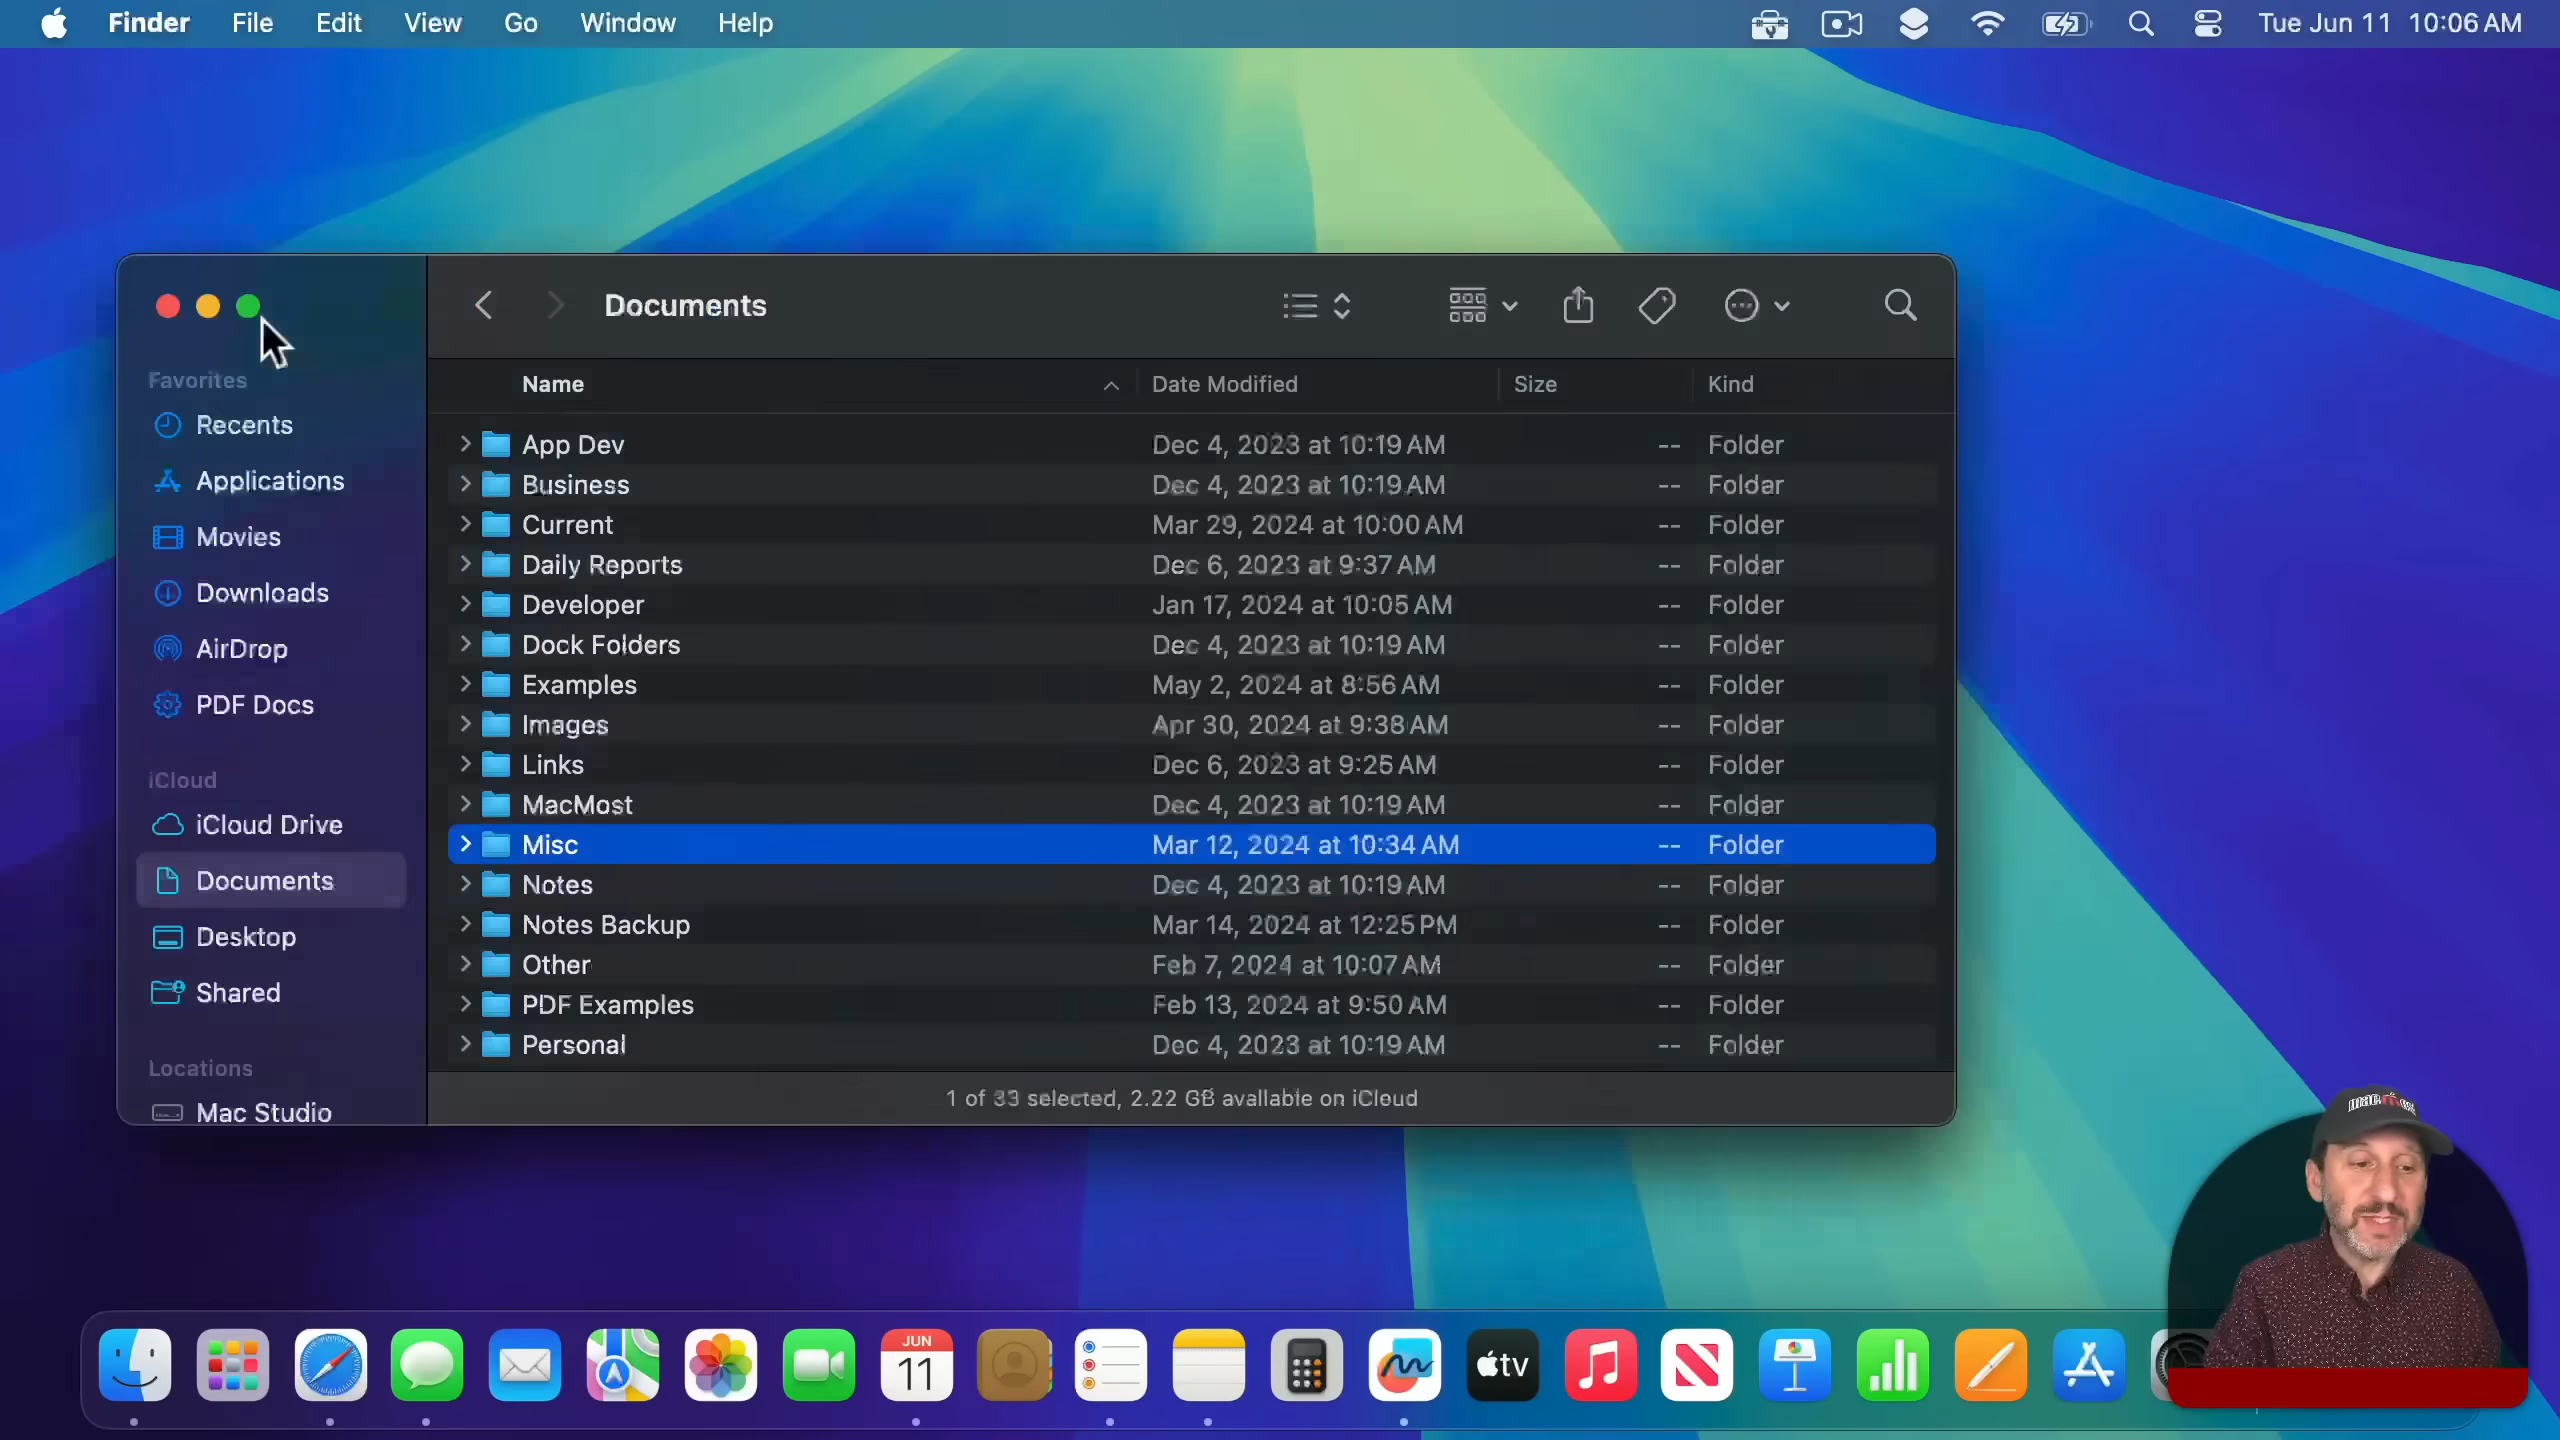 Finder File Edit View Go Window Help Tue Jun 11 10:06 AM
Documents
Favorites
Recents
Applications
Movies
Downloads
AirDrop
PDF Docs
iCloud
iCloud Drive
Documents
Desktop
Shared
Locations
Mac Studio
Name Date Modified Size Kind
App Dev Dec 4, 2023 at 10:19 AM -- Folder
Business Dec 4, 2023 at 10:19 AM -- Folder
Current Mar 29, 2024 at 10:00 AM -- Folder
Daily Reports Dec 6, 2023 at 9:37 AM -- Folder
Developer Jan 17, 2024 at 10:05 AM -- Folder
Dock Folders Dec 4, 2023 at 10:19 AM -- Folder
Examples May 2, 2024 at 8:56 AM -- Folder
Images Apr 30, 2024 at 9:38 AM -- Folder
Links Dec 6, 2023 at 9:25 AM -- Folder
MacMost Dec 4, 2023 at 10:19 AM -- Folder
Misc Mar 12, 2024 at 10:34 AM -- Folder
Notes Dec 4, 2023 at 10:19 AM -- Folder
Notes Backup Mar 14, 2024 at 12:25 PM -- Folder
Other Feb 7, 2024 at 10:07 AM -- Folder
PDF Examples Feb 13, 2024 at 9:50 AM -- Folder
Personal Dec 4, 2023 at 10:19 AM -- Folder
1 of 33 selected, 2.22 GB available on iCloud
macmost
JUN
11
tv